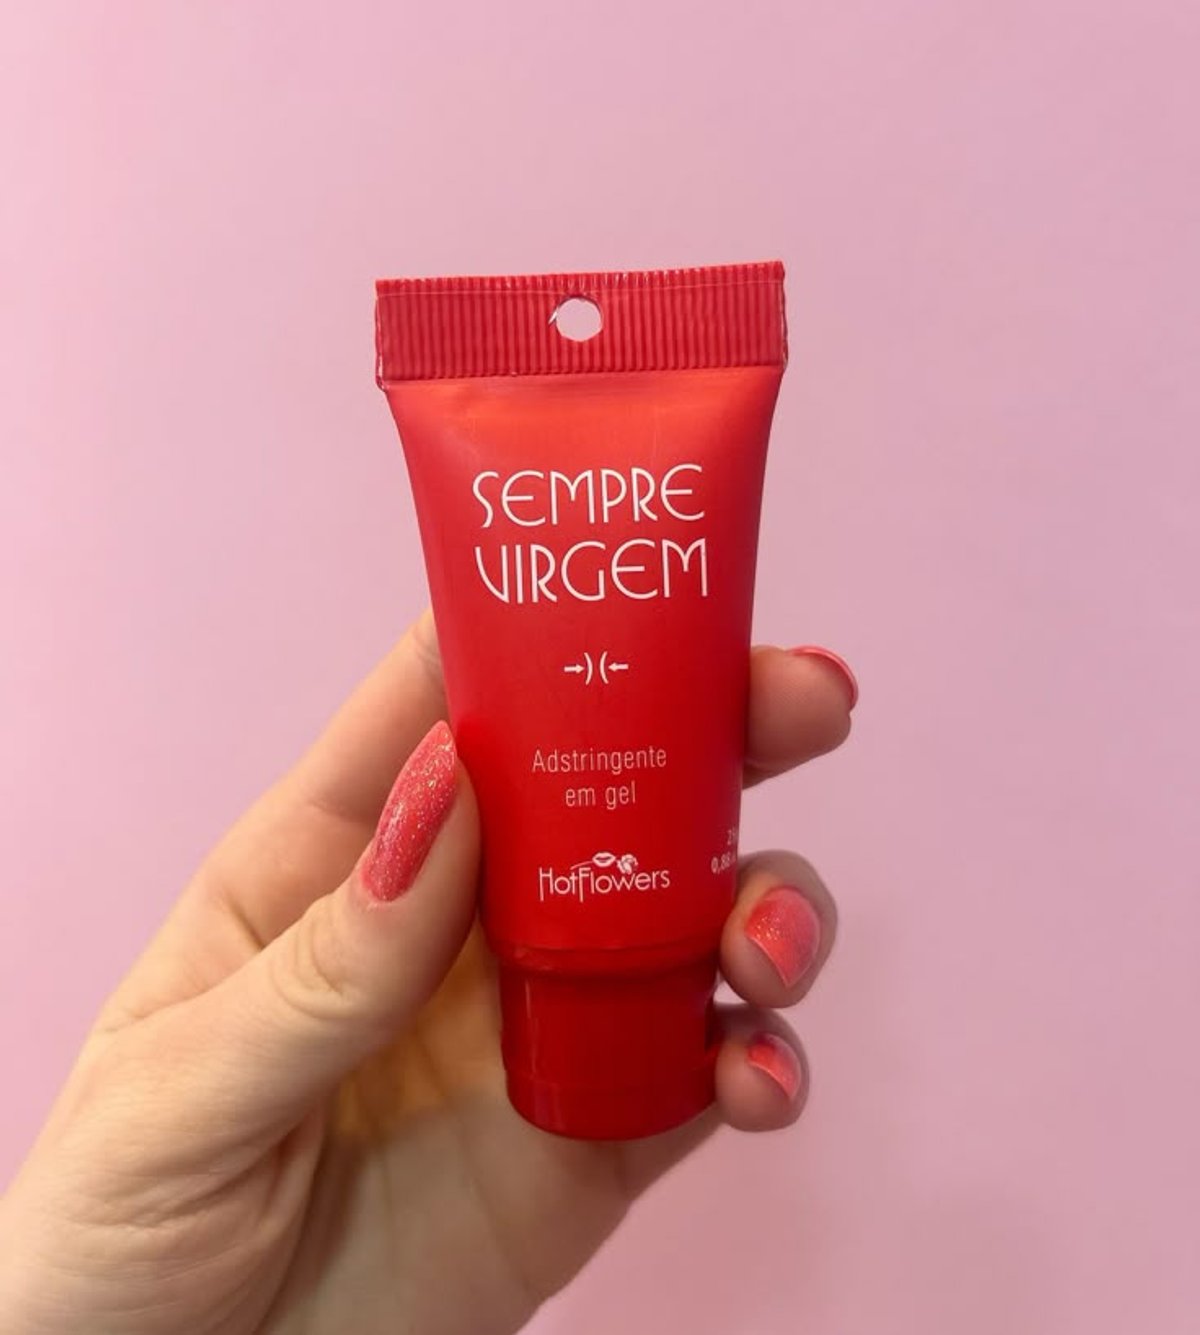 SEMPRE
VIRGEM
Adstringente
em gel
HotFlowers